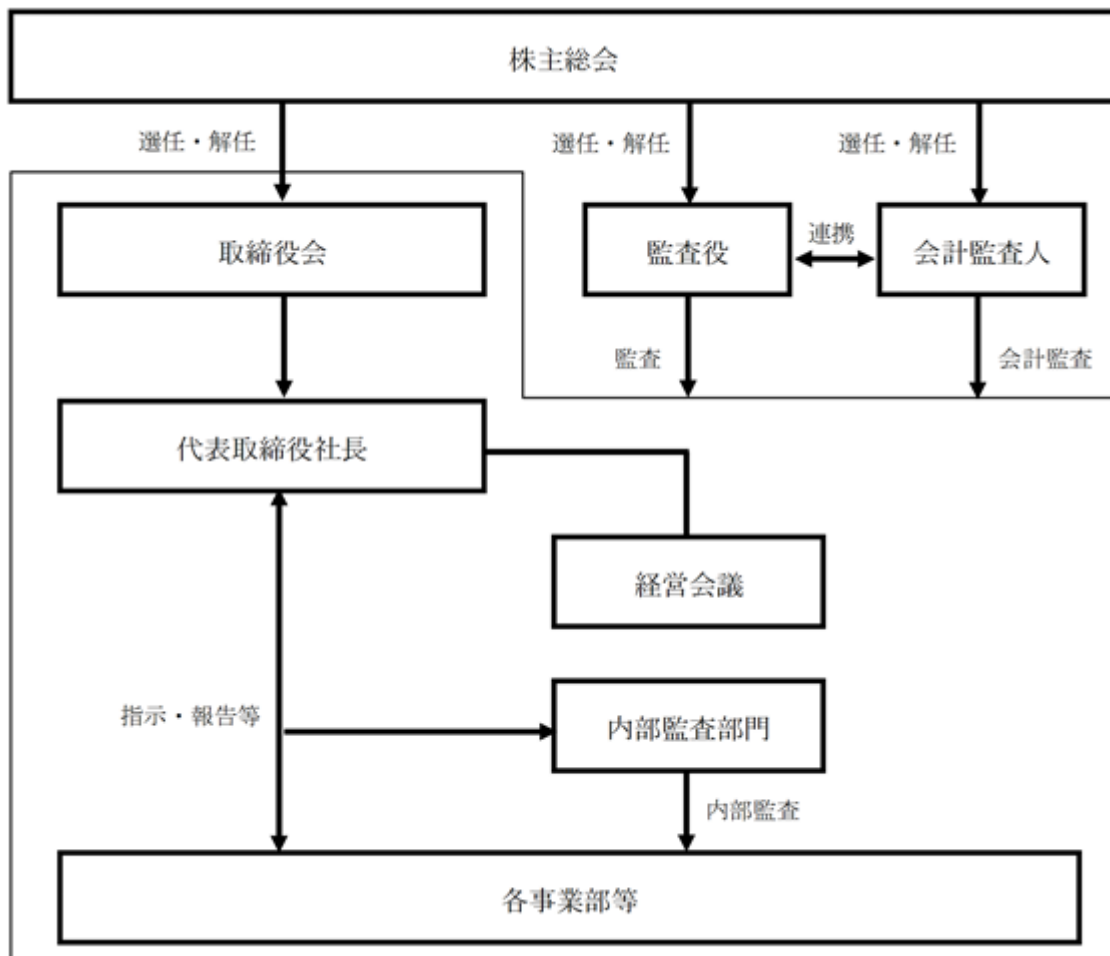 株主総会
選任・解任
選任・解任
選任・解任
取締役会
監査役
連携
会計監査人
監査
会計監査
代表取締役社長
経営会議
指示・報告等
内部監査部門
内部監査
各事業部等